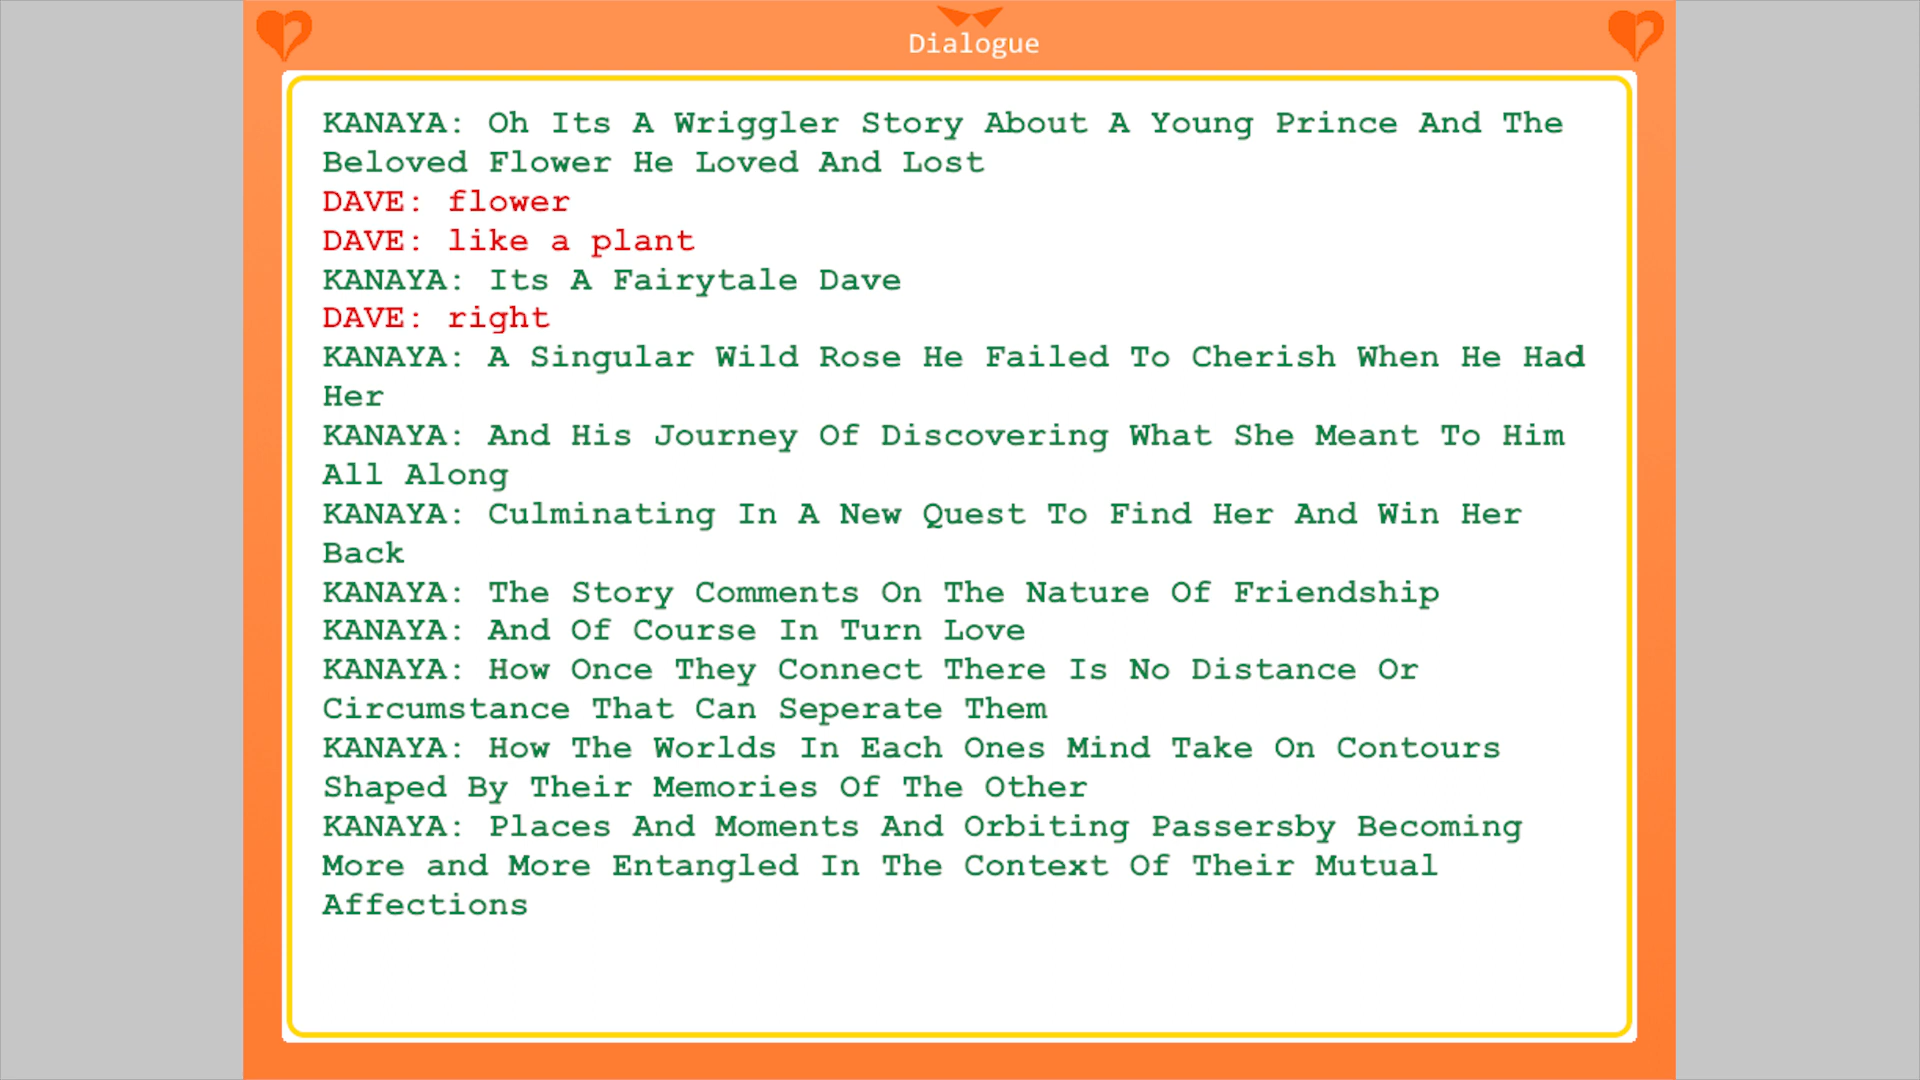 Dialogue
KANAYA: Oh Its A Wriggler Story About A Young Prince And The
Beloved Flower He Loved And Lost
DAVE: flower
DAVE: like a plant
KANAYA: Its A Fairytale Dave
DAVE: right
KANAYA: A Singular Wild Rose He Failed To Cherish When He Had
Her
KANAYA: And His Journey Of Discovering What She Meant To Him
All Along
KANAYA: Culminating In A New Quest To Find Her And Win Her
Back
KANAYA: The Story Comments On The Nature Of Friendship
KANAYA: And Of Course In Turn Love
KANAYA: How Once They Connect There Is No Distance Or
Circumstance That Can Seperate Them
KANAYA: How The Worlds In Each Ones Mind Take On Contours
Shaped By Their Memories Of The Other
KANAYA: Places And Moments And Orbiting Passersby Becoming
More and More Entangled In The Context Of Their Mutual
Affections